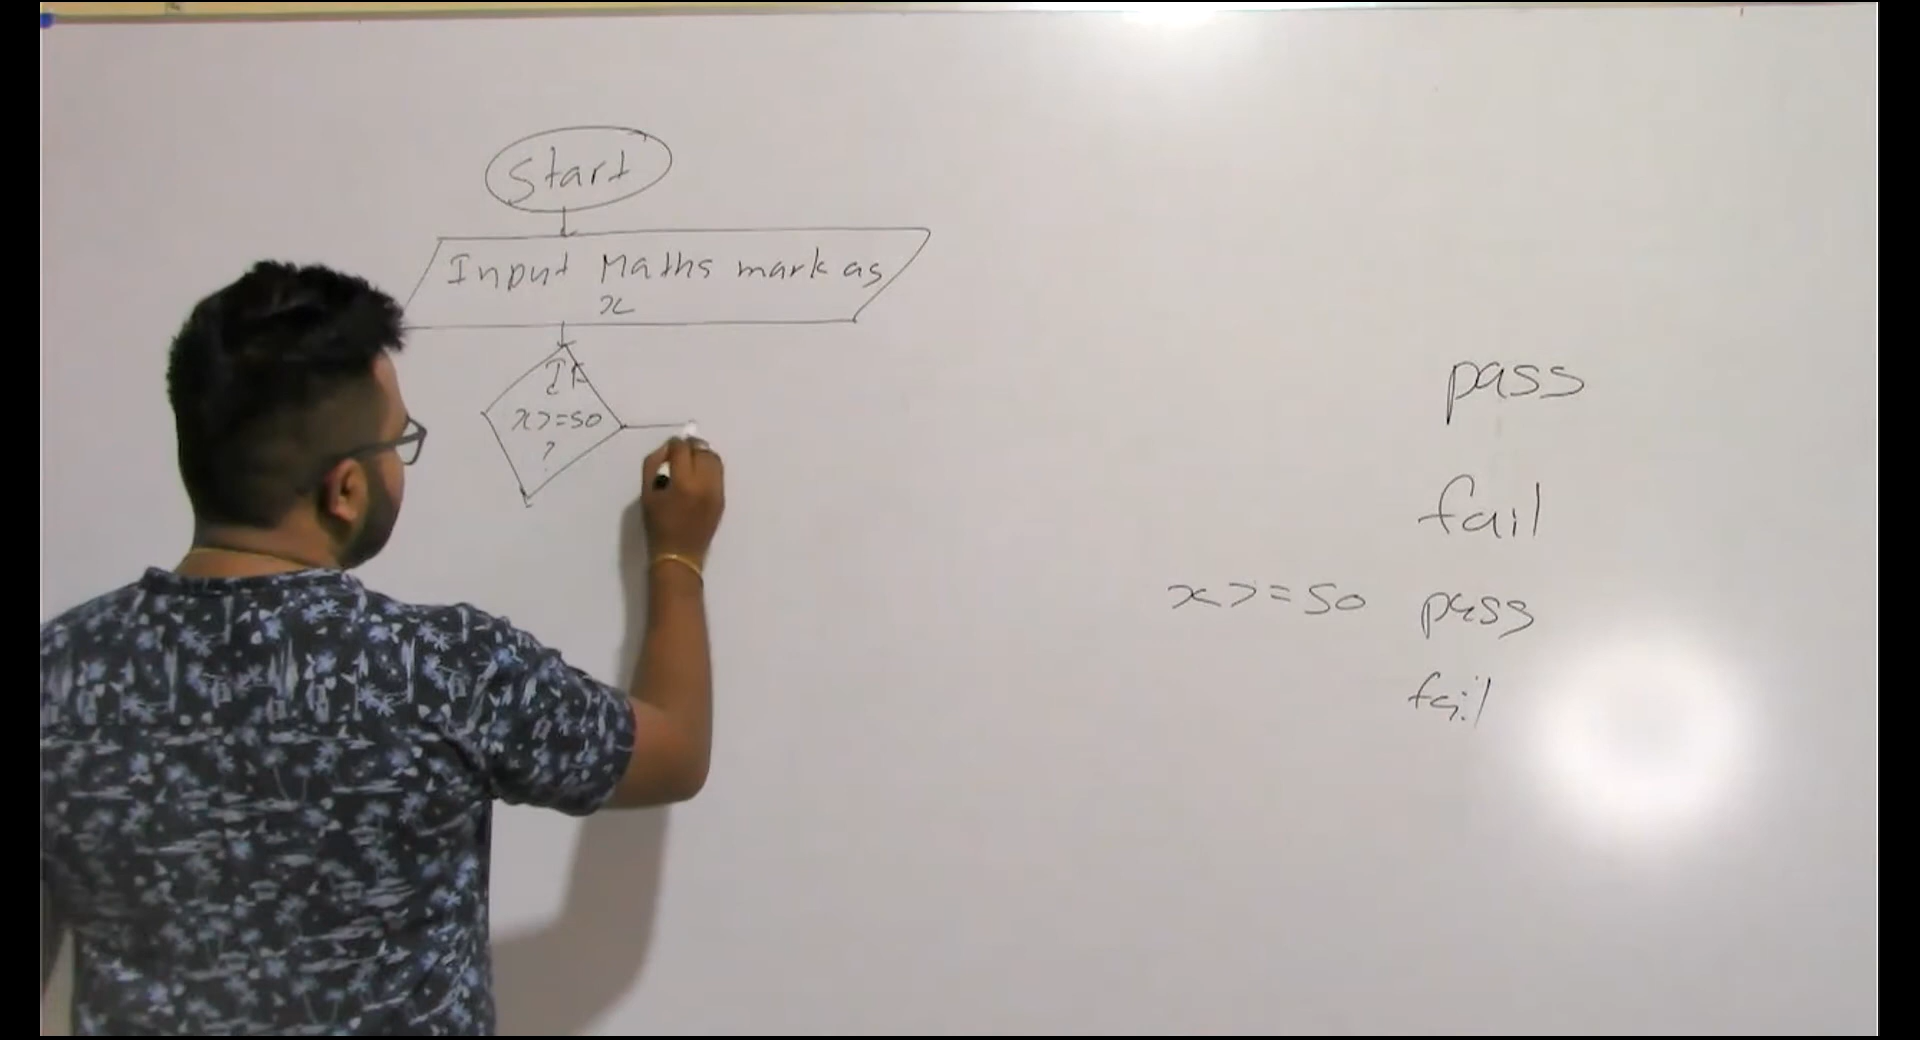 Start
Input Maths mark as
x
If
x>=50
?
pass
fail
x>=50 pass
fail